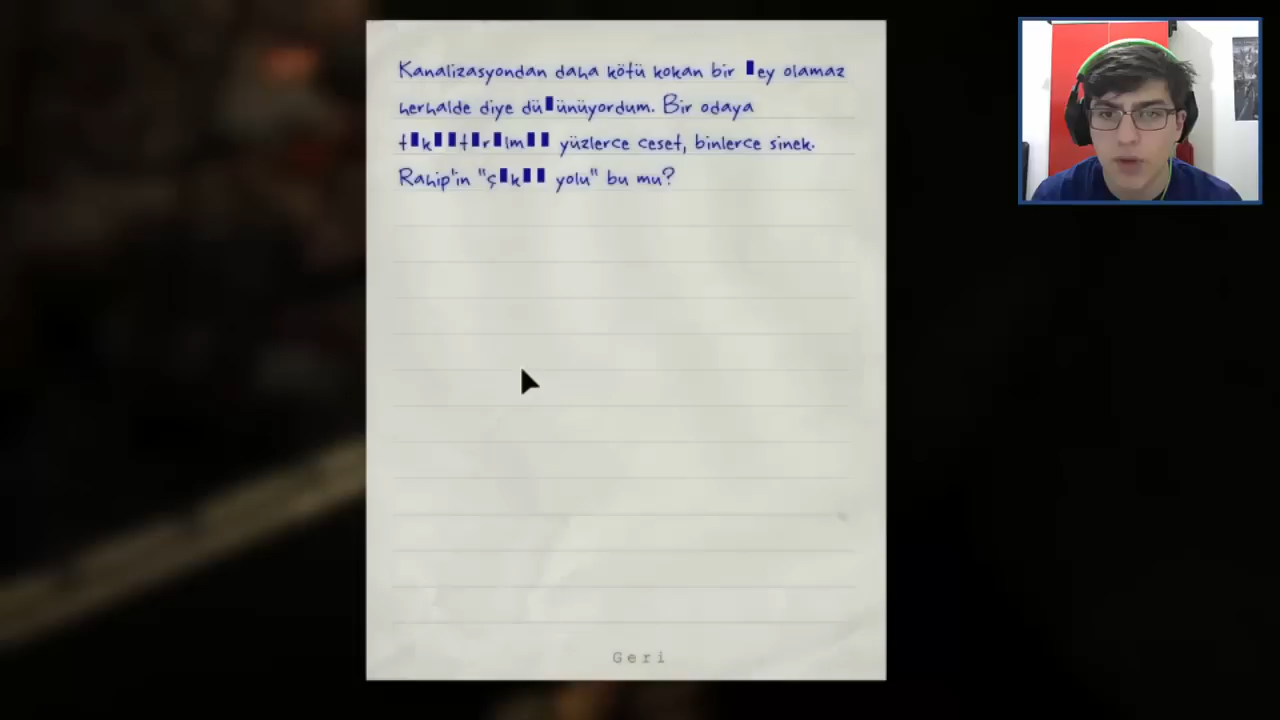 Kanalizasyondan daha kötü kokan bir ▮ey olamaz
herhalde diye dü▮ünüyordum. Bir odaya
t▮k▮▮t▮r▮lm▮▮ yüzlerce ceset, binlerce sinek.
Rahip'in "ç▮k▮▮ yolu" bu mu?
Geri